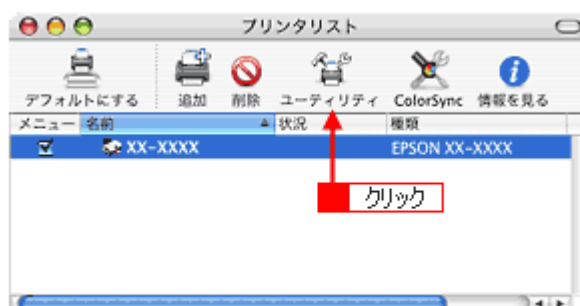 プリンタリスト
デフォルトにする 追加 削除 ユーティリティ ColorSync 情報を見る
メニュー 名前 状況 種類
XX-XXXX EPSON XX-XXXX
クリック